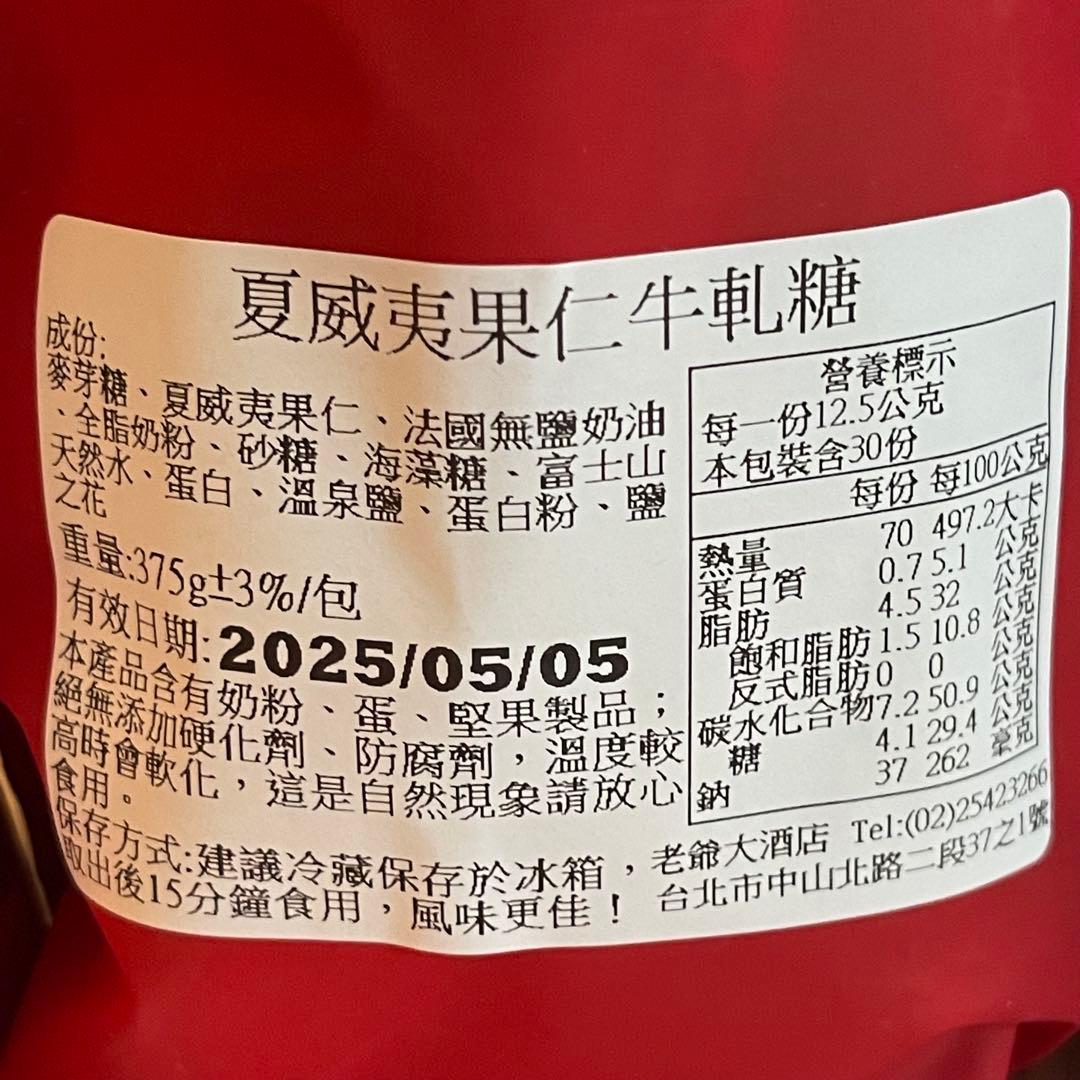 夏威夷果仁牛軋糖
成份:
麥芽糖、夏威夷果仁、法國無鹽奶油
、全脂奶粉、砂糖、海藻糖、富士山
天然水、蛋白、溫泉鹽、蛋白粉、鹽
之花
重量:375g±3%/包
有效日期:2025/05/05
本產品含有奶粉、蛋、堅果製品；
絕無添加硬化劑、防腐劑，溫度較
高時會軟化，這是自然現象請放心
食用。
保存方式:建議冷藏保存於冰箱，
取出後15分鐘食用，風味更佳！
營養標示
每一份12.5公克
本包裝含30份
每份 每100公克
熱量 70 497.2大卡
蛋白質 0.7 5.1 公克
脂肪 4.5 32 公克
飽和脂肪 1.5 10.8 公克
反式脂肪 0 0 公克
碳水化合物 7.2 50.9 公克
糖 4.1 29.4 公克
鈉 37 262 毫克
老爺大酒店 Tel:(02)25423266
台北市中山北路二段37之1號